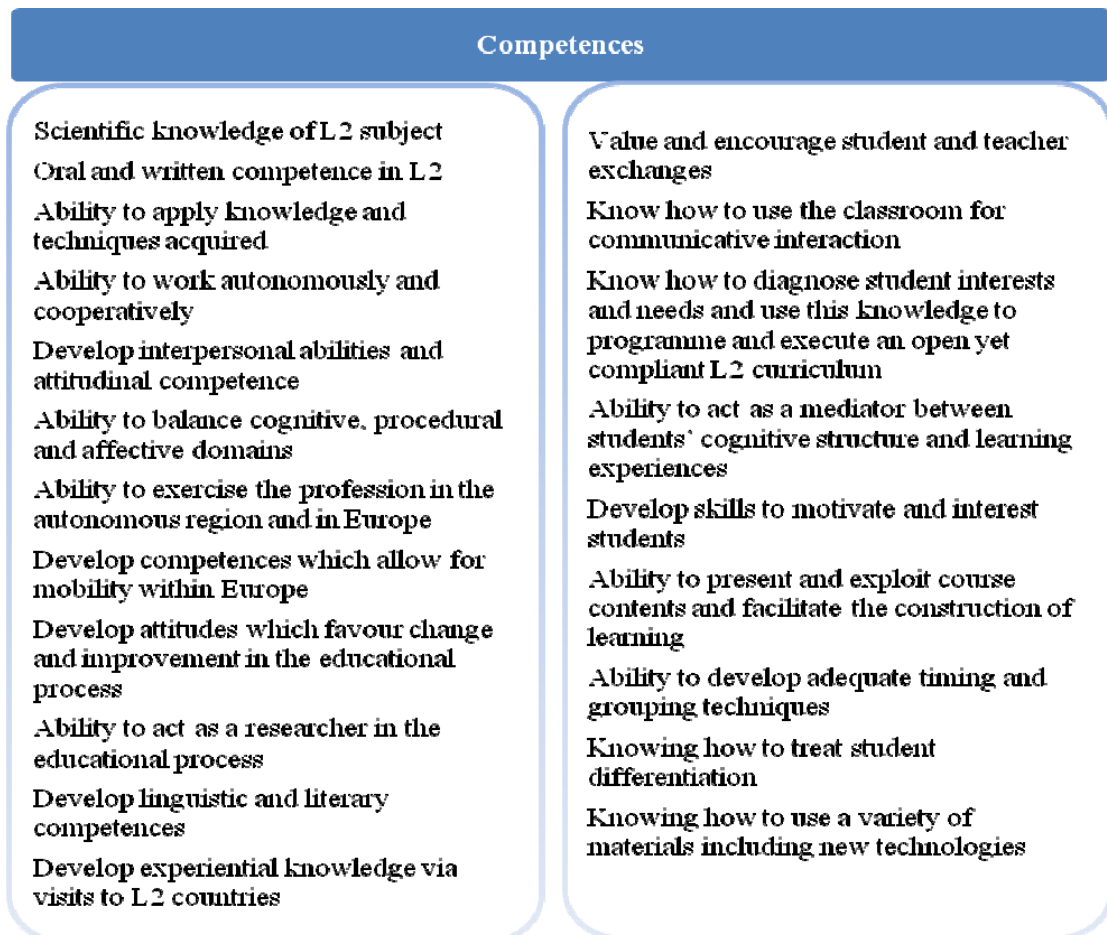 Competences
Scientific knowledge of L2 subject
Oral and written competence in L2
Ability to apply knowledge and
techniques acquired
Ability to work autonomously and
cooperatively
Develop interpersonal abilities and
attitudinal competence
Ability to balance cognitive, procedural
and affective domains
Ability to exercise the profession in the
autonomous region and in Europe
Develop competences which allow for
mobility within Europe
Develop attitudes which favour change
and improvement in the educational
process
Ability to act as a researcher in the
educational process
Develop linguistic and literary
competences
Develop experiential knowledge via
visits to L2 countries
Value and encourage student and teacher
exchanges
Know how to use the classroom for
communicative interaction
Know how to diagnose student interests
and needs and use this knowledge to
programme and execute an open yet
compliant L2 curriculum
Ability to act as a mediator between
students' cognitive structure and learning
experiences
Develop skills to motivate and interest
students
Ability to present and exploit course
contents and facilitate the construction of
learning
Ability to develop adequate timing and
grouping techniques
Knowing how to treat student
differentiation
Knowing how to use a variety of
materials including new technologies